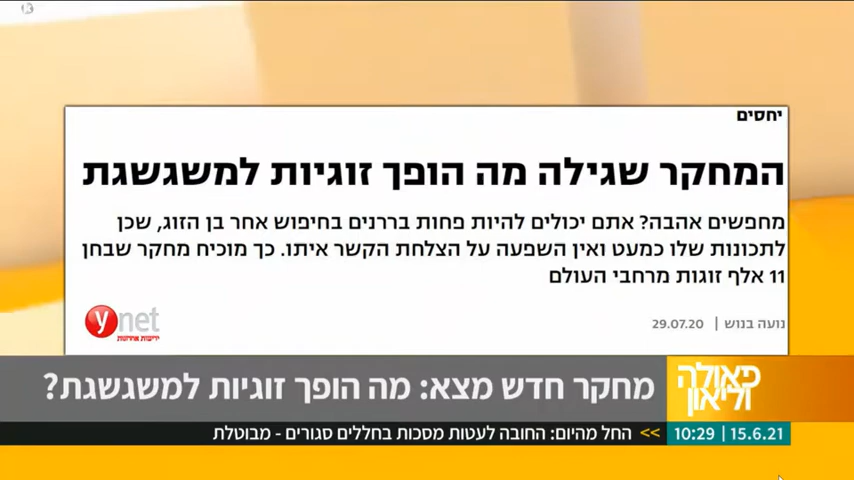 יחסים
המחקר שגילה מה הופך זוגיות למשגשגת
מחפשים אהבה? אתם יכולים להיות פחות בררנים בחיפוש אחר בן הזוג, שכן
לתכונות שלו כמעט ואין השפעה על הצלחת הקשר איתו. כך מוכיח מחקר שבחן
11 אלף זוגות מרחבי העולם
נועה בנוש | 29.07.20
ynet
ידיעות אחרונות
פאולה
וליאון
מחקר חדש מצא: מה הופך זוגיות למשגשגת?
10:29 | 15.6.21
>> החל מהיום: החובה לעטות מסכות בחללים סגורים - מבוטלת